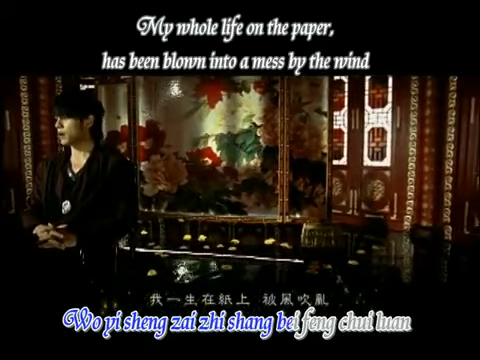 My whole life on the paper,
has been blown into a mess by the wind
我一生在紙上 被風吹亂
Wo yi sheng zai zhi shang bei feng chui luan